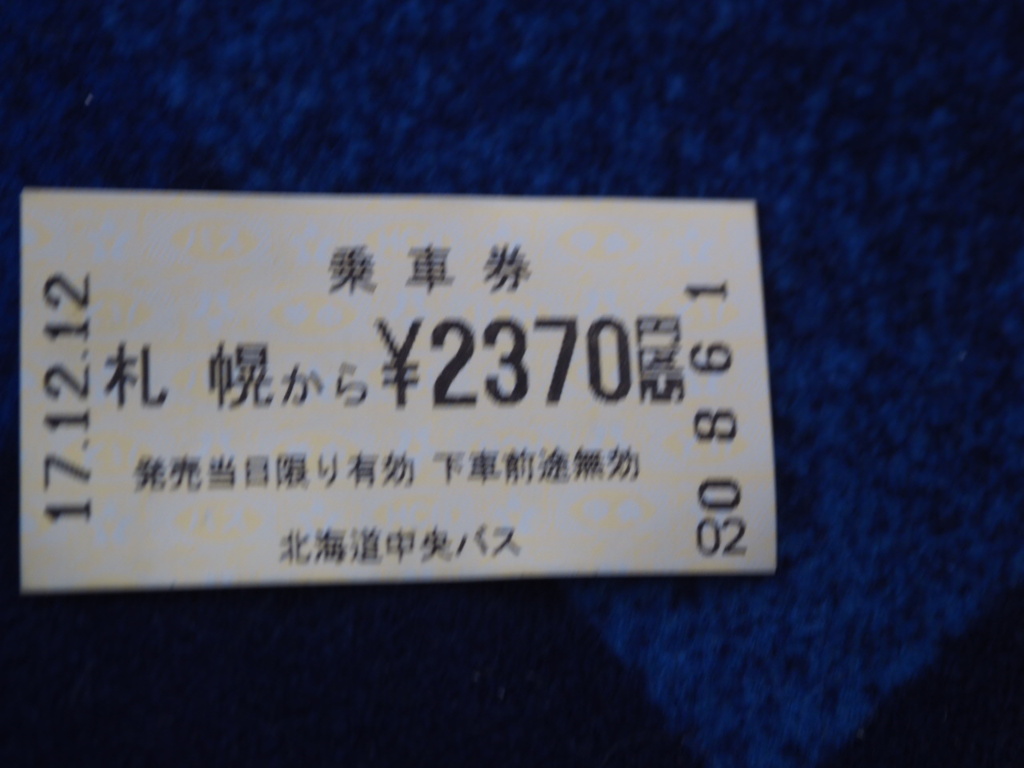 乗車券
17.12.12
札幌から¥2370区間
発売当日限り有効 下車前途無効
北海道中央バス
0861
02